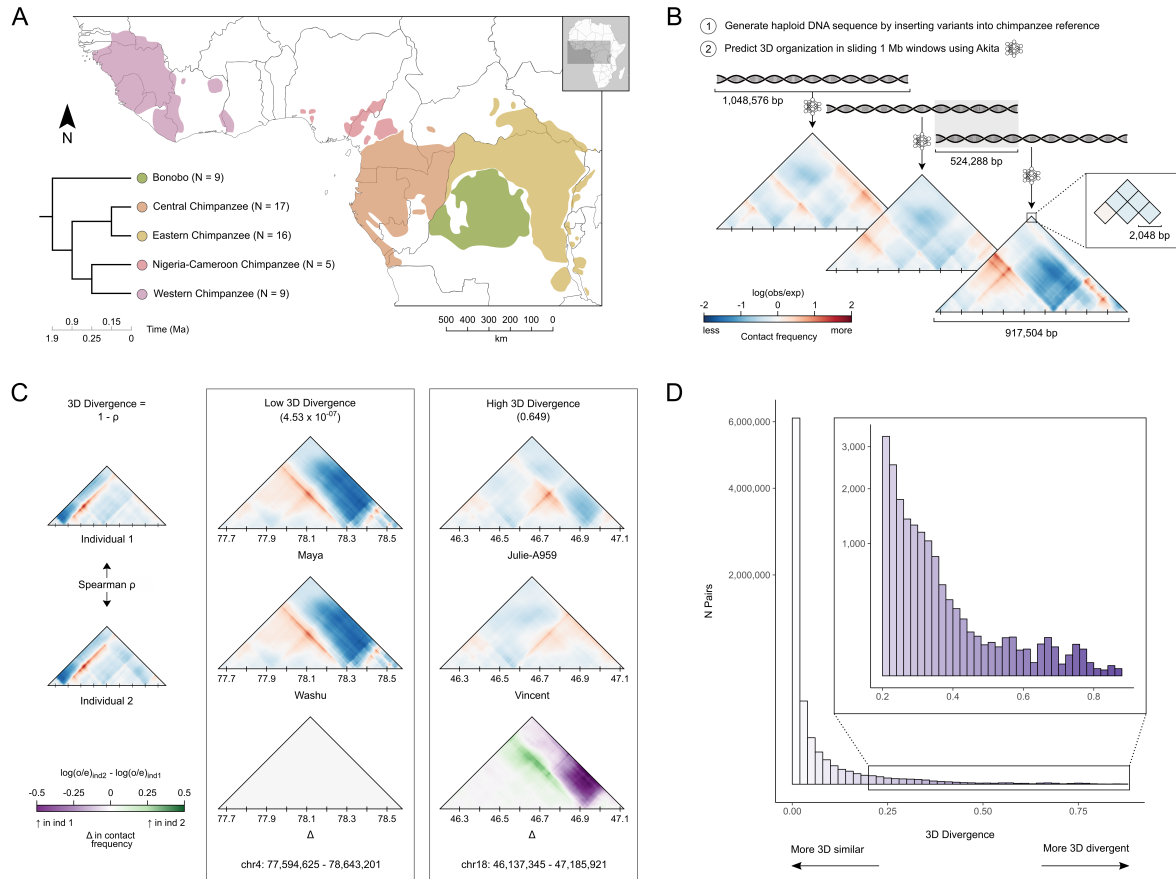 A
N
Bonobo (N = 9)
Central Chimpanzee (N = 17)
Eastern Chimpanzee (N = 16)
Nigeria-Cameroon Chimpanzee (N = 5)
Western Chimpanzee (N = 9)
0.9 0.15
Time (Ma)
1.9 0.25 0
500 400 300 200 100 0
km
B
1 Generate haploid DNA sequence by inserting variants into chimpanzee reference
2 Predict 3D organization in sliding 1 Mb windows using Akita
1,048,576 bp
524,288 bp
2,048 bp
log(obs/exp)
-2 -1 0 1 2
less Contact frequency more
917,504 bp
C
3D Divergence =
1 - ρ
Individual 1
Spearman ρ
Individual 2
log(o/e)ind2 - log(o/e)ind1
-0.5 -0.25 0 0.25 0.5
↑ in ind 1 ↑ in ind 2
Δ in contact
frequency
Low 3D Divergence
(4.53 x 10-07)
77.7 77.9 78.1 78.3 78.5
Maya
77.7 77.9 78.1 78.3 78.5
Washu
77.7 77.9 78.1 78.3 78.5
Δ
chr4: 77,594,625 - 78,643,201
High 3D Divergence
(0.649)
46.3 46.5 46.7 46.9 47.1
Julie-A959
46.3 46.5 46.7 46.9 47.1
Vincent
46.3 46.5 46.7 46.9 47.1
Δ
chr18: 46,137,345 - 47,185,921
D
6,000,000
4,000,000
2,000,000
N Pairs
3,000
2,000
1,000
0.2 0.4 0.6 0.8
0.00 0.25 0.50 0.75
3D Divergence
More 3D similar
More 3D divergent